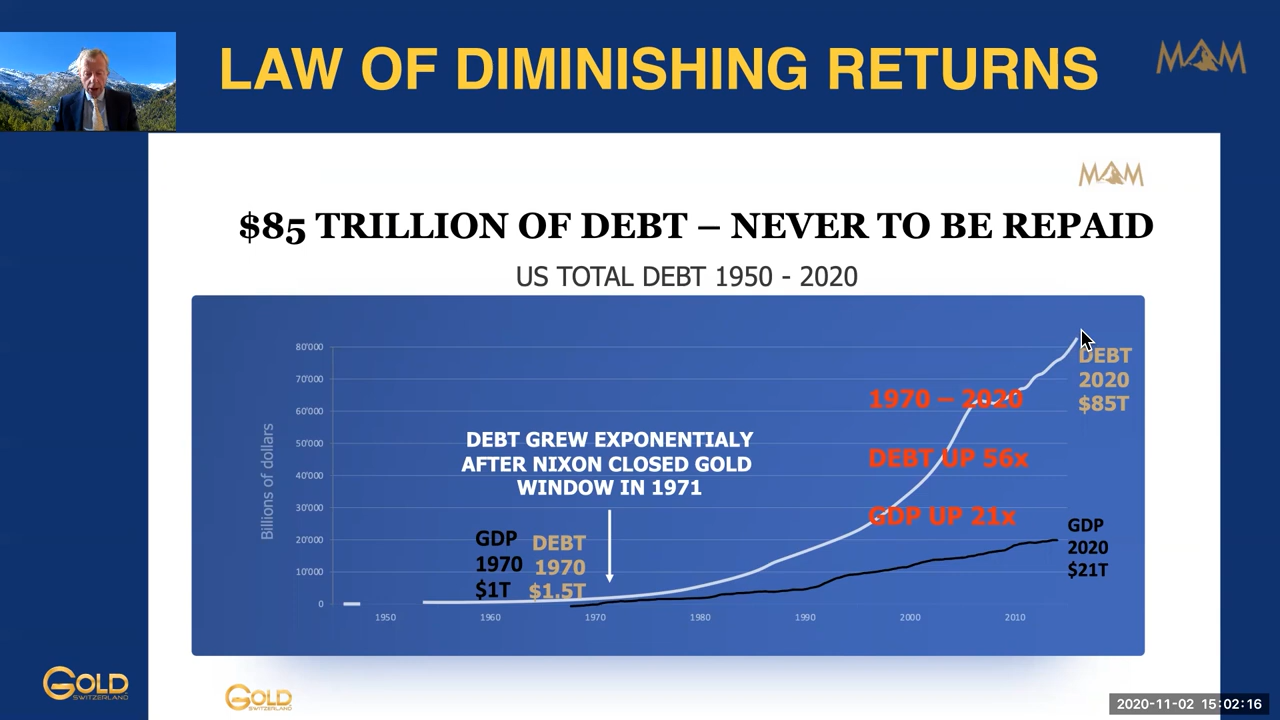 LAW OF DIMINISHING RETURNS
MAM
MAM
$85 TRILLION OF DEBT – NEVER TO BE REPAID
US TOTAL DEBT 1950 - 2020
Billions of dollars
80'000
70'000
60'000
50'000
40'000
30'000
20'000
10'000
0
1950
1960
1970
1980
1990
2000
2010
DEBT GREW EXPONENTIALY
AFTER NIXON CLOSED GOLD
WINDOW IN 1971
GDP
1970
$1T
DEBT
1970
$1.5T
1970 – 2020
DEBT UP 56x
GDP UP 21x
DEBT
2020
$85T
GDP
2020
$21T
GOLD
SWITZERLAND
GOLD
SWITZERLAND
2020-11-02 15:02:16